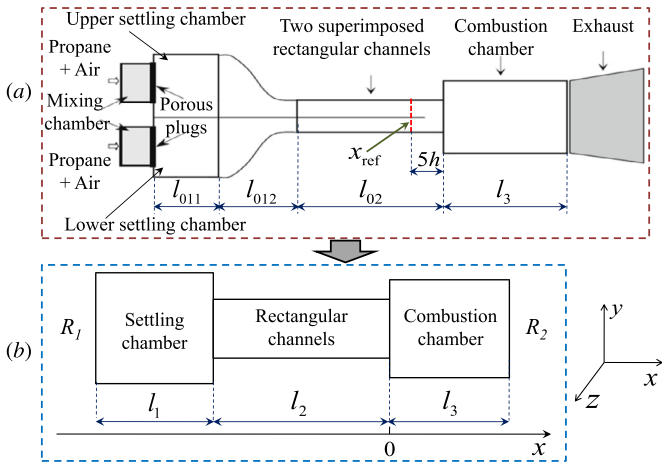 (a)
Upper settling chamber
Propane
+ Air
Mixing
chamber
Porous
plugs
Propane
+ Air
Lower settling chamber
Two superimposed
rectangular channels
Combustion
chamber
Exhaust
x_ref
5h
l_011
l_012
l_02
l_3
(b)
R_1
Settling
chamber
Rectangular
channels
Combustion
chamber
R_2
l_1
l_2
l_3
0
x
y
x
z